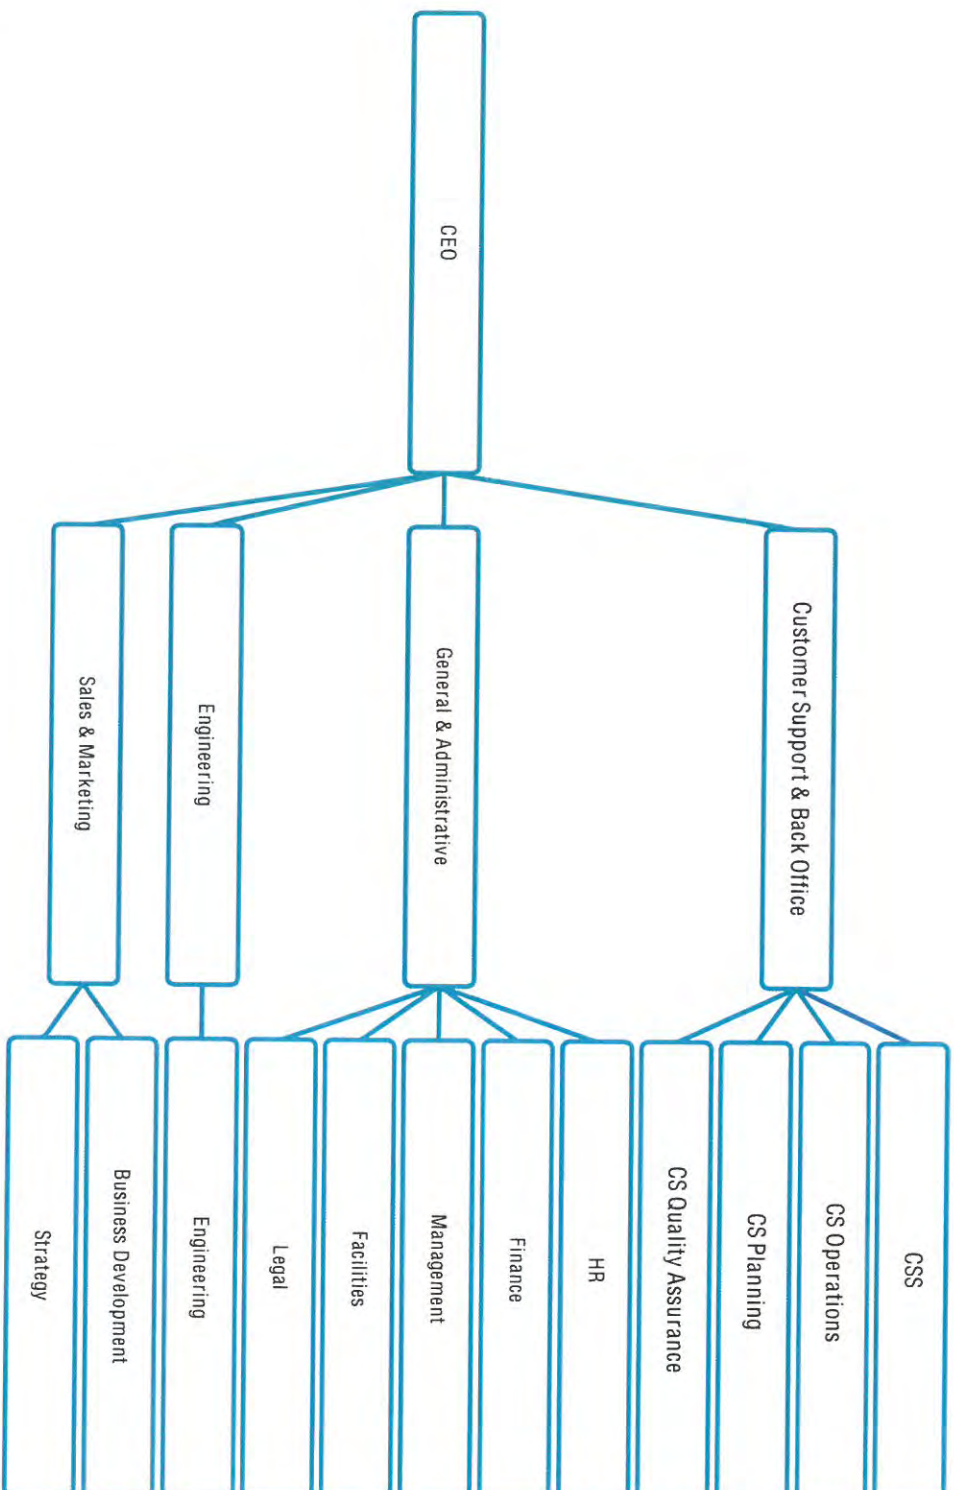 CEO
Customer Support & Back Office
CSS
CS Operations
CS Planning
CS Quality Assurance
General & Administrative
HR
Finance
Management
Facilities
Legal
Engineering
Engineering
Sales & Marketing
Business Development
Strategy